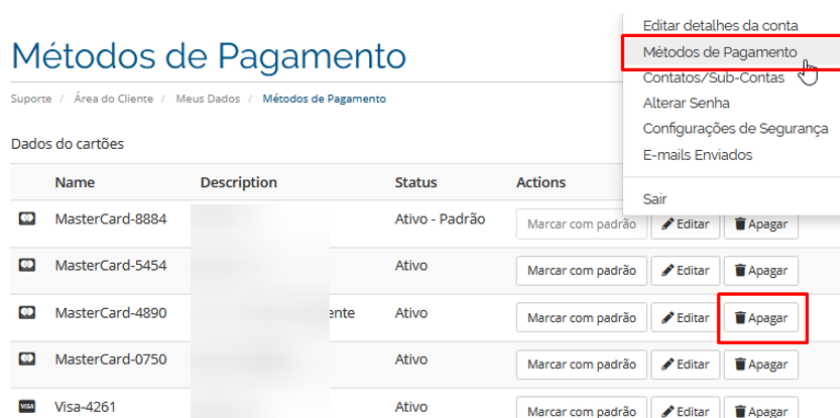 Editar detalhes da conta
Métodos de Pagamento
Métodos de Pagamento
Contatos/Sub-Contas
Suporte / Área do Cliente / Meus Dados / Métodos de Pagamento
Alterar Senha
Configurações de Segurança
Dados do cartões
E-mails Enviados
Name Description Status Actions
Sair
MasterCard-8884 Ativo - Padrão Marcar com padrão Editar Apagar
MasterCard-5454 Ativo Marcar com padrão Editar Apagar
MasterCard-4890 ente Ativo Marcar com padrão Editar Apagar
MasterCard-0750 Ativo Marcar com padrão Editar Apagar
VISA Visa-4261 Ativo Marcar com padrão Editar Apagar